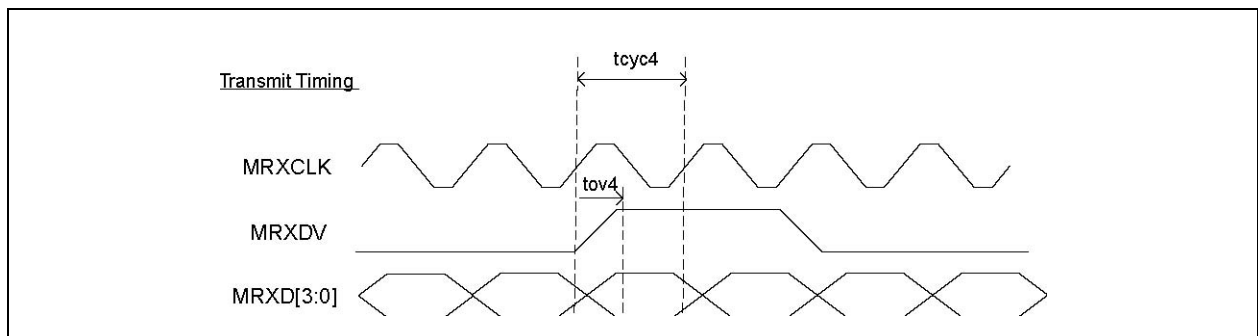 tcyc4
Transmit Timing
MRXCLK
tov4
MRXDV
MRXD[3:0]